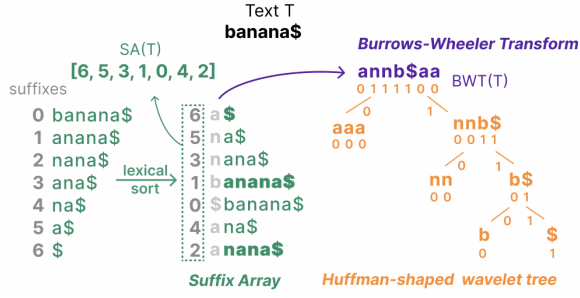 Text T
banana$
SA(T)
[6, 5, 3, 1, 0, 4, 2]
suffixes
0 banana$
1 anana$
2 nana$
3 ana$
4 na$
5 a$
6 $
lexical
sort
6 a $
5 n a$
3 n ana$
1 b anana$
0 $ banana$
4 a na$
2 a nana$
Suffix Array
Burrows-Wheeler Transform
annb$aa
BWT(T)
0 1 1 1 1 0 0
0 1
aaa
0 0 0
nnb$
0 0 1 1
0 1
nn
0 0
b$
0 1
0 1
b
0
$
1
Huffman-shaped wavelet tree